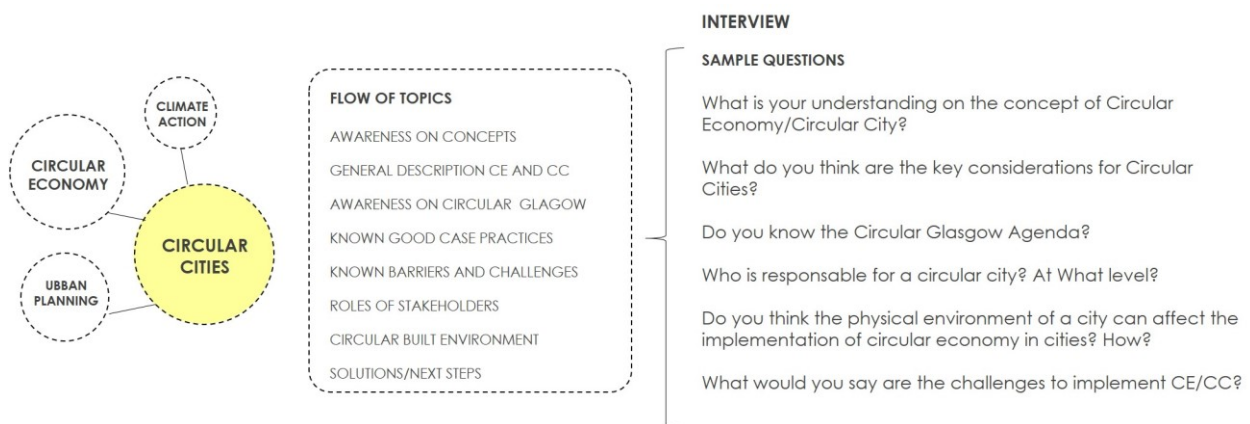 CLIMATE
ACTION
CIRCULAR
ECONOMY
CIRCULAR
CITIES
UBBAN
PLANNING
FLOW OF TOPICS
AWARENESS ON CONCEPTS
GENERAL DESCRIPTION CE AND CC
AWARENESS ON CIRCULAR GLAGOW
KNOWN GOOD CASE PRACTICES
KNOWN BARRIERS AND CHALLENGES
ROLES OF STAKEHOLDERS
CIRCULAR BUILT ENVIRONMENT
SOLUTIONS/NEXT STEPS
INTERVIEW
SAMPLE QUESTIONS
What is your understanding on the concept of Circular
Economy/Circular City?
What do you think are the key considerations for Circular
Cities?
Do you know the Circular Glasgow Agenda?
Who is responsable for a circular city? At What level?
Do you think the physical environment of a city can affect the
implementation of circular economy in cities? How?
What would you say are the challenges to implement CE/CC?